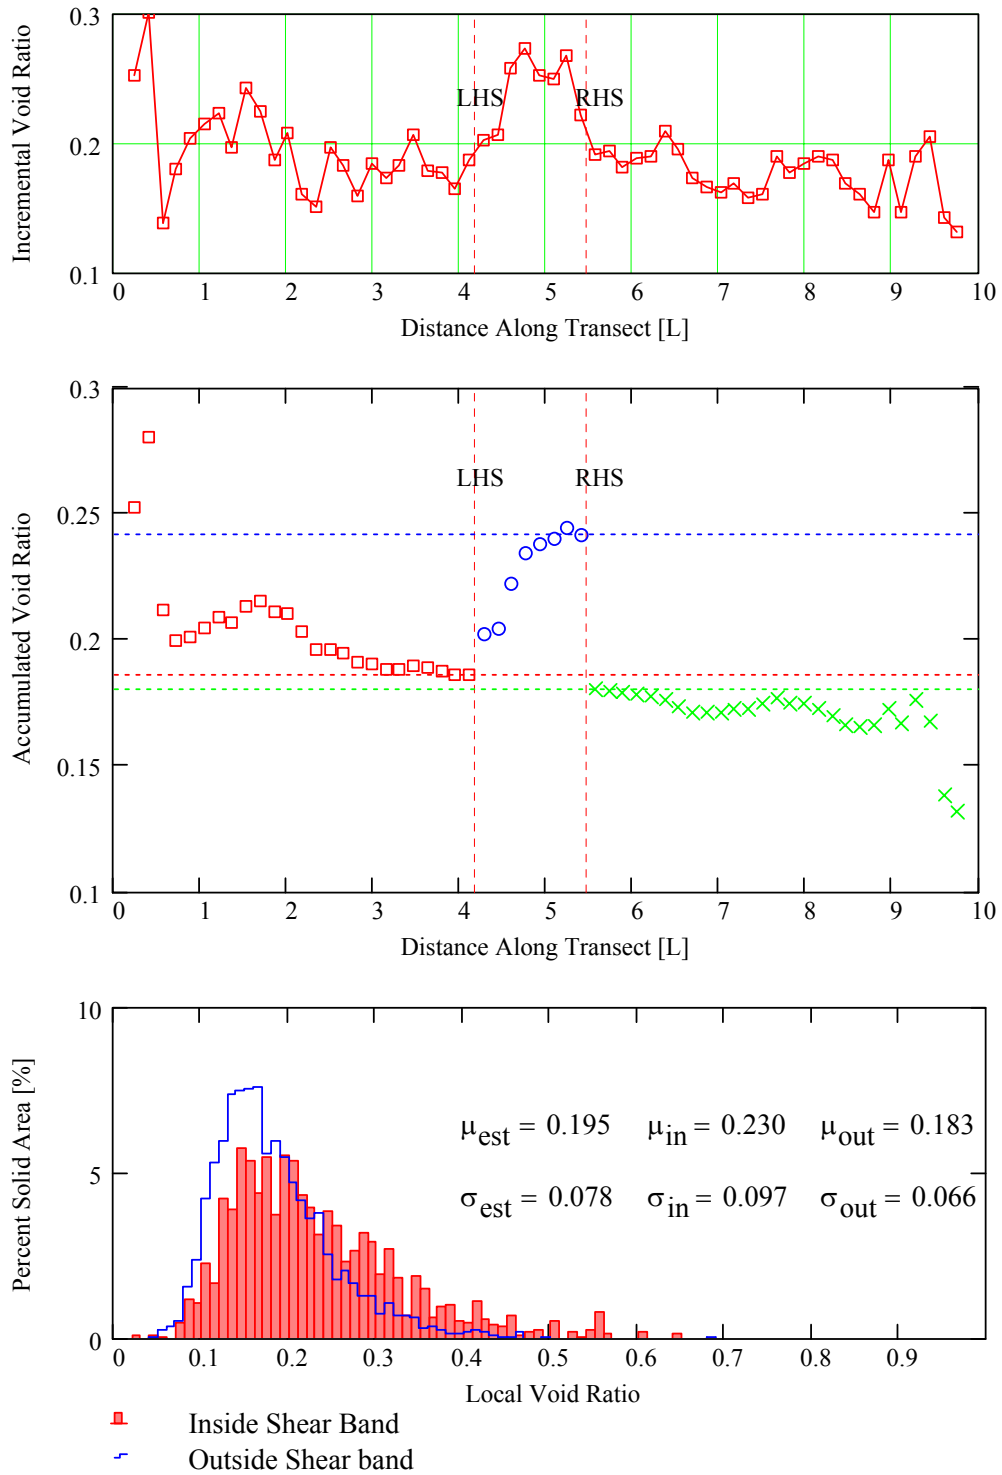 0.3
0.2
0.1
Incremental Void Ratio
LHS
RHS
0 1 2 3 4 5 6 7 8 9 10
Distance Along Transect [L]
0.3
0.25
0.2
0.15
0.1
Accumulated Void Ratio
LHS
RHS
0 1 2 3 4 5 6 7 8 9 10
Distance Along Transect [L]
10
5
0
Percent Solid Area [%]
μest = 0.195 μin = 0.230 μout = 0.183
σest = 0.078 σin = 0.097 σout = 0.066
0 0.1 0.2 0.3 0.4 0.5 0.6 0.7 0.8 0.9
Local Void Ratio
Inside Shear Band
Outside Shear band